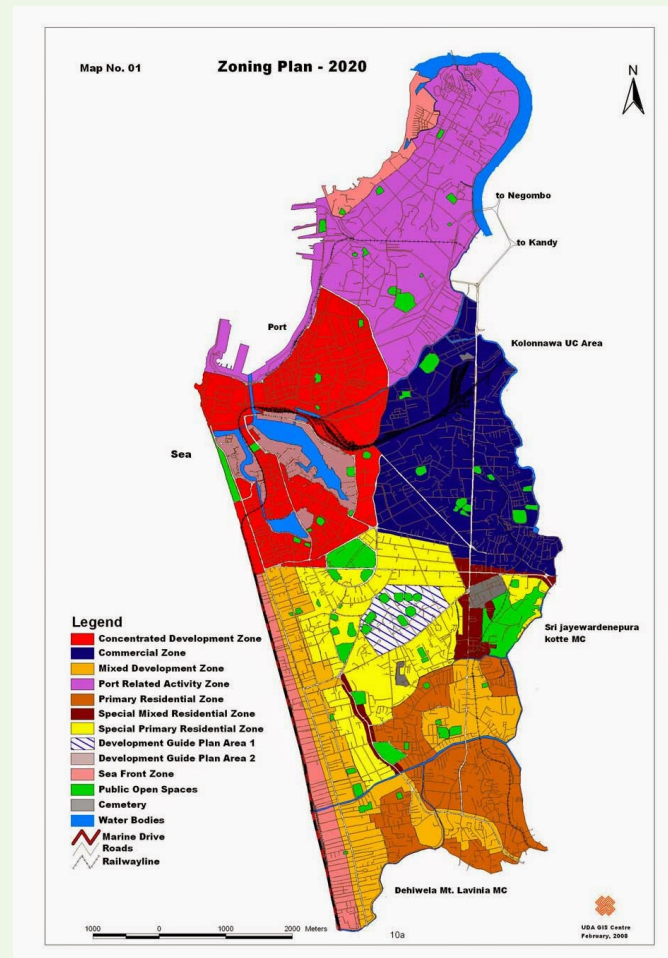 Map No. 01
Zoning Plan - 2020
N
to Negombo
to Kandy
Port
Kolonnawa UC Area
Sea
Sri jayewardenepura
kotte MC
Legend
Concentrated Development Zone
Commercial Zone
Mixed Development Zone
Port Related Activity Zone
Primary Residential Zone
Special Mixed Residential Zone
Special Primary Residential Zone
Development Guide Plan Area 1
Development Guide Plan Area 2
Sea Front Zone
Public Open Spaces
Cemetery
Water Bodies
Marine Drive
Roads
Railwayline
Dehiwela Mt. Lavinia MC
1000 0 1000 2000 Meters
10a
UDA GIS Centre
February, 2008